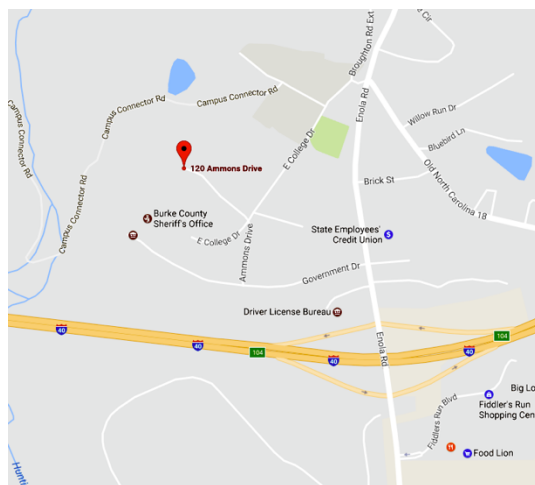 Cir
Broughton Rd Ext
Campus Connector Rd
Campus Connector Rd
Campus Connector Rd
Campus Connector Rd
Enola Rd
Willow Run Dr
Bluebird Ln
Old North Carolina 18
E College Dr
120 Ammons Drive
Brick St
Burke County
Sheriff's Office
E College Dr
Ammons Drive
State Employees'
Credit Union
Government Dr
Driver License Bureau
40
40
104
40
40
104
Enola Rd
Big Lo
Fiddler's Run
Shopping Cen
Fiddlers Run Blvd
Food Lion
Hunti